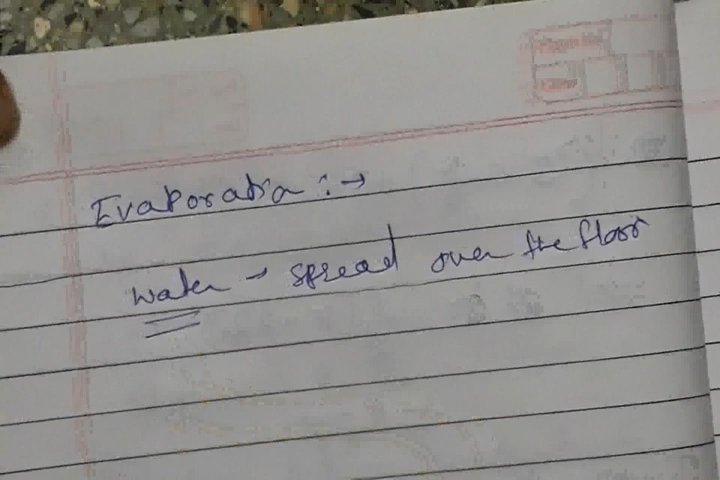 Evaporation :→
water → spread over the floor